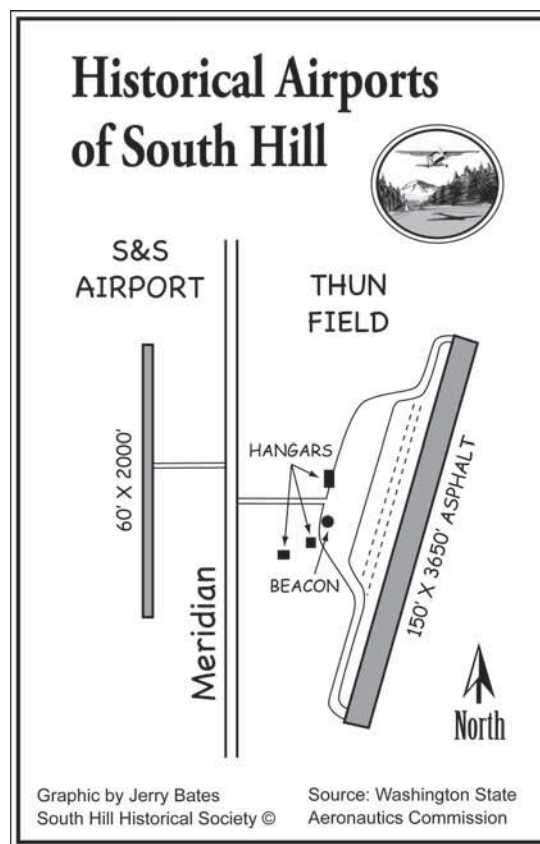 Historical Airports
of South Hill
S&S
AIRPORT
THUN
FIELD
60' X 2000'
HANGARS
BEACON
Meridian
150' X 3650' ASPHALT
North
Graphic by Jerry Bates
South Hill Historical Society ©
Source: Washington State
Aeronautics Commission